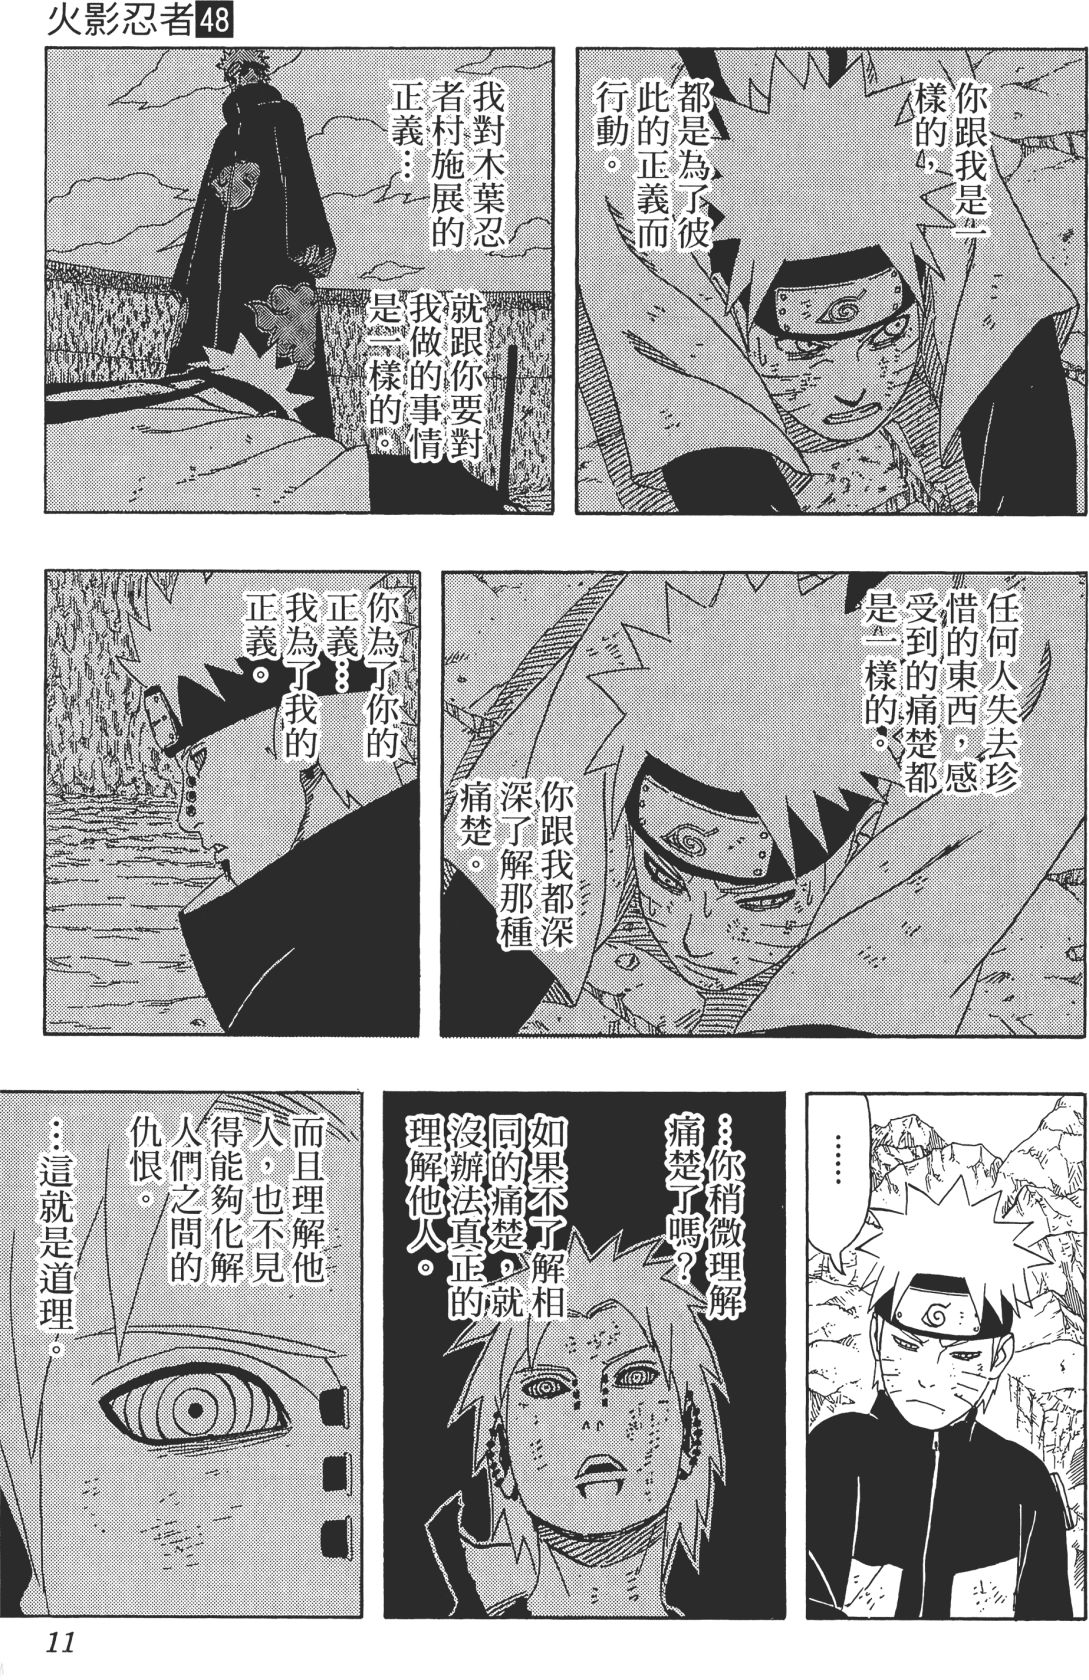 火影忍者48
你跟我是一
樣的，
都是為了彼
此的正義而
行動。
我對木葉忍
者村施展的
正義…
就跟你要對
我做的事情
是一樣的。
任何人失去珍
惜的東西，感
受到的痛楚都
是一樣的。
你跟我都深
深了解那種
痛楚。
你為了你的
正義…
我為了我的
正義。
……
…你稍微理解
痛楚了嗎？
如果不了解相
同的痛楚，就
沒辦法真正的
理解他人。
而且理解他
人，也不見
得能夠化解
人們之間的
仇恨。
…這就是道理。
11